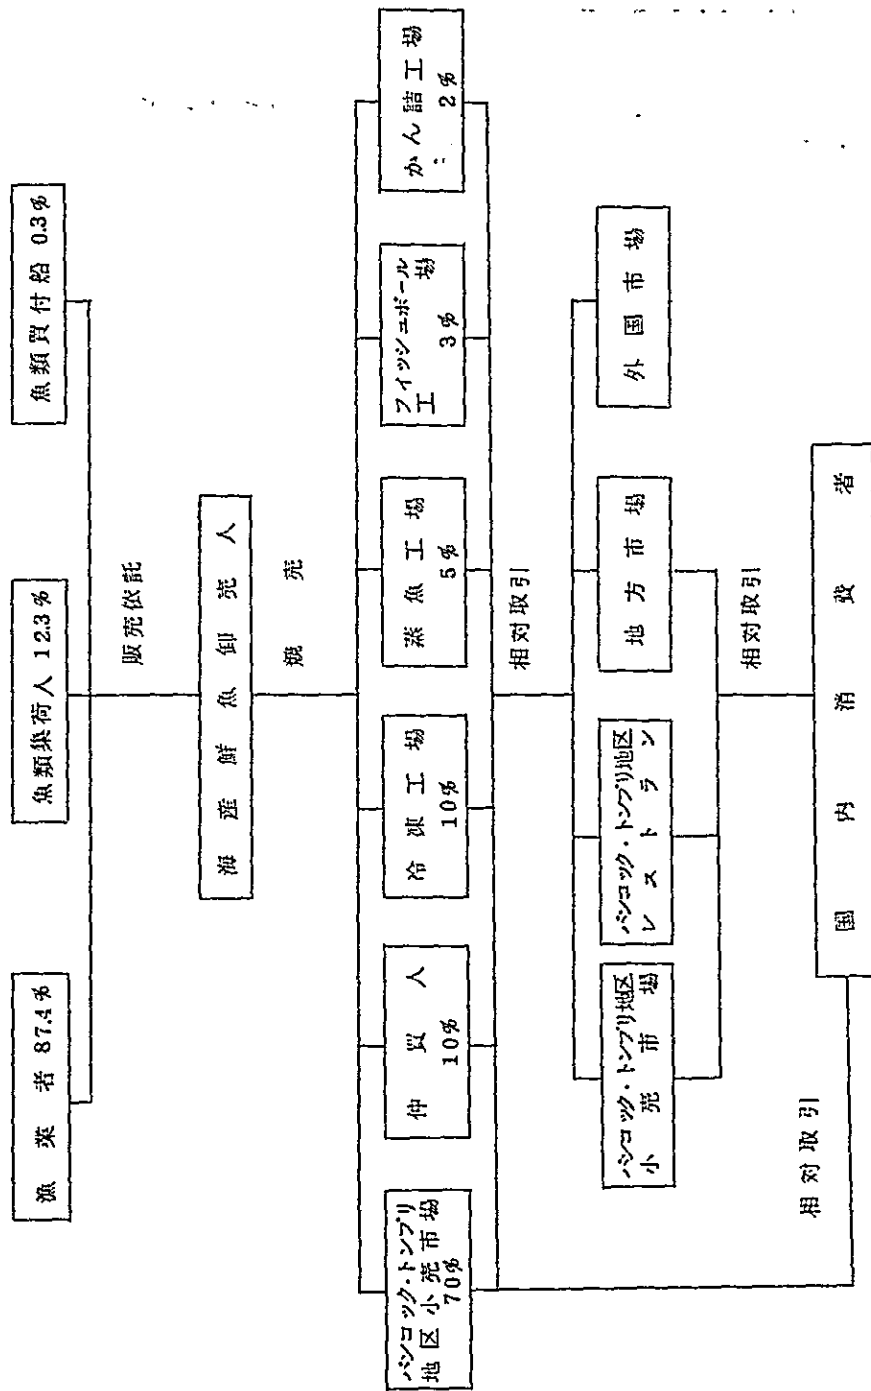 漁業者 87.4%
魚類集荷人 12.3%
魚類買付船 0.3%
販売依託
海産鮮魚卸売人
競売
バンコック・トンブリ
地区小売市場
70%
仲買人
10%
冷凍工場
10%
蒸魚工場
5%
フィッシュボール
工場
3%
かん詰工場
2%
相対取引
バンコック・トンブリ地区
小売市場
バンコック・トンブリ地区
レストラン
地方市場
外国市場
相対取引
相対取引
国内消費者